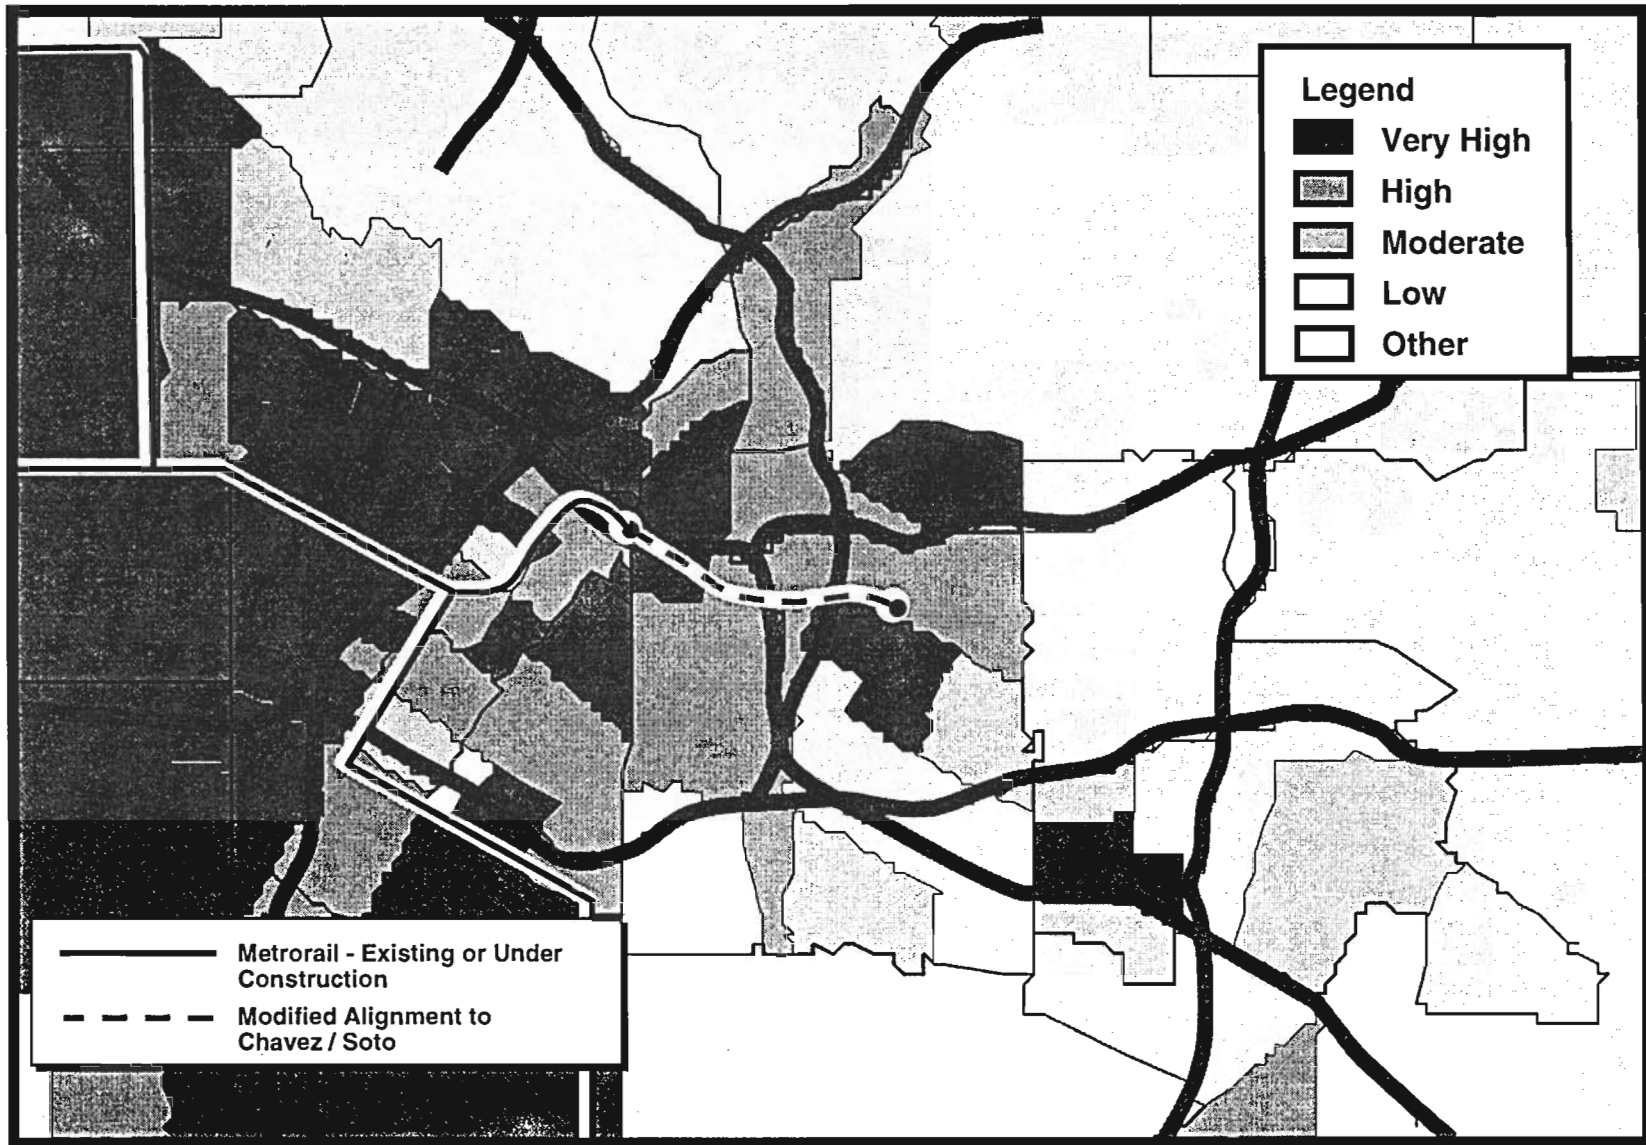 Legend
Very High
High
Moderate
Low
Other
Metrorail - Existing or Under
Construction
Modified Alignment to
Chavez / Soto